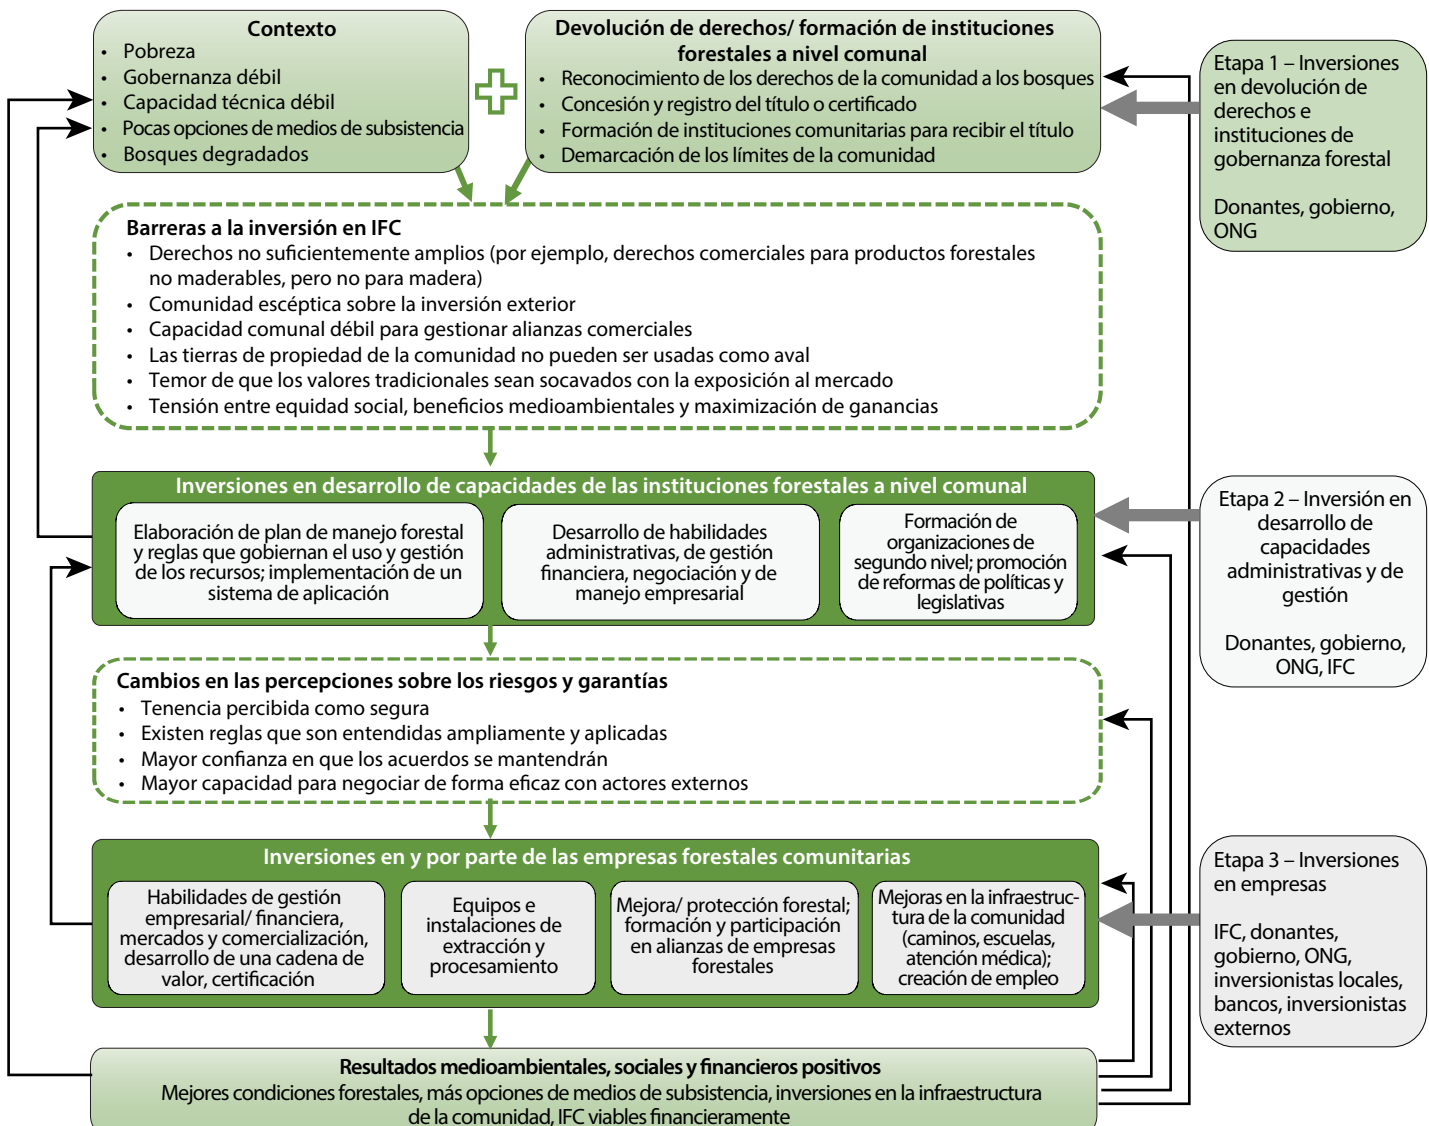 Contexto
• Pobreza
• Gobernanza débil
• Capacidad técnica débil
• Pocas opciones de medios de subsistencia
• Bosques degradados
Devolución de derechos/ formación de instituciones
forestales a nivel comunal
• Reconocimiento de los derechos de la comunidad a los bosques
• Concesión y registro del título o certificado
• Formación de instituciones comunitarias para recibir el título
• Demarcación de los límites de la comunidad
Etapa 1 – Inversiones
en devolución de
derechos e
instituciones de
gobernanza forestal
Donantes, gobierno,
ONG
Barreras a la inversión en IFC
• Derechos no suficientemente amplios (por ejemplo, derechos comerciales para productos forestales
no maderables, pero no para madera)
• Comunidad escéptica sobre la inversión exterior
• Capacidad comunal débil para gestionar alianzas comerciales
• Las tierras de propiedad de la comunidad no pueden ser usadas como aval
• Temor de que los valores tradicionales sean socavados con la exposición al mercado
• Tensión entre equidad social, beneficios medioambientales y maximización de ganancias
Inversiones en desarrollo de capacidades de las instituciones forestales a nivel comunal
Elaboración de plan de manejo forestal
y reglas que gobiernan el uso y gestión
de los recursos; implementación de un
sistema de aplicación
Desarrollo de habilidades
administrativas, de gestión
financiera, negociación y de
manejo empresarial
Formación de
organizaciones de
segundo nivel; promoción
de reformas de políticas y
legislativas
Etapa 2 – Inversión en
desarrollo de
capacidades
administrativas y de
gestión
Donantes, gobierno,
ONG, IFC
Cambios en las percepciones sobre los riesgos y garantías
• Tenencia percibida como segura
• Existen reglas que son entendidas ampliamente y aplicadas
• Mayor confianza en que los acuerdos se mantendrán
• Mayor capacidad para negociar de forma eficaz con actores externos
Inversiones en y por parte de las empresas forestales comunitarias
Habilidades de gestión
empresarial/ financiera,
mercados y comercialización,
desarrollo de una cadena de
valor, certificación
Equipos e
instalaciones de
extracción y
procesamiento
Mejora/ protección forestal;
formación y participación
en alianzas de empresas
forestales
Mejoras en la infraestruc-
tura de la comunidad
(caminos, escuelas,
atención médica);
creación de empleo
Etapa 3 – Inversiones
en empresas
IFC, donantes,
gobierno, ONG,
inversionistas locales,
bancos, inversionistas
externos
Resultados medioambientales, sociales y financieros positivos
Mejores condiciones forestales, más opciones de medios de subsistencia, inversiones en la infraestructura
de la comunidad, IFC viables financieramente